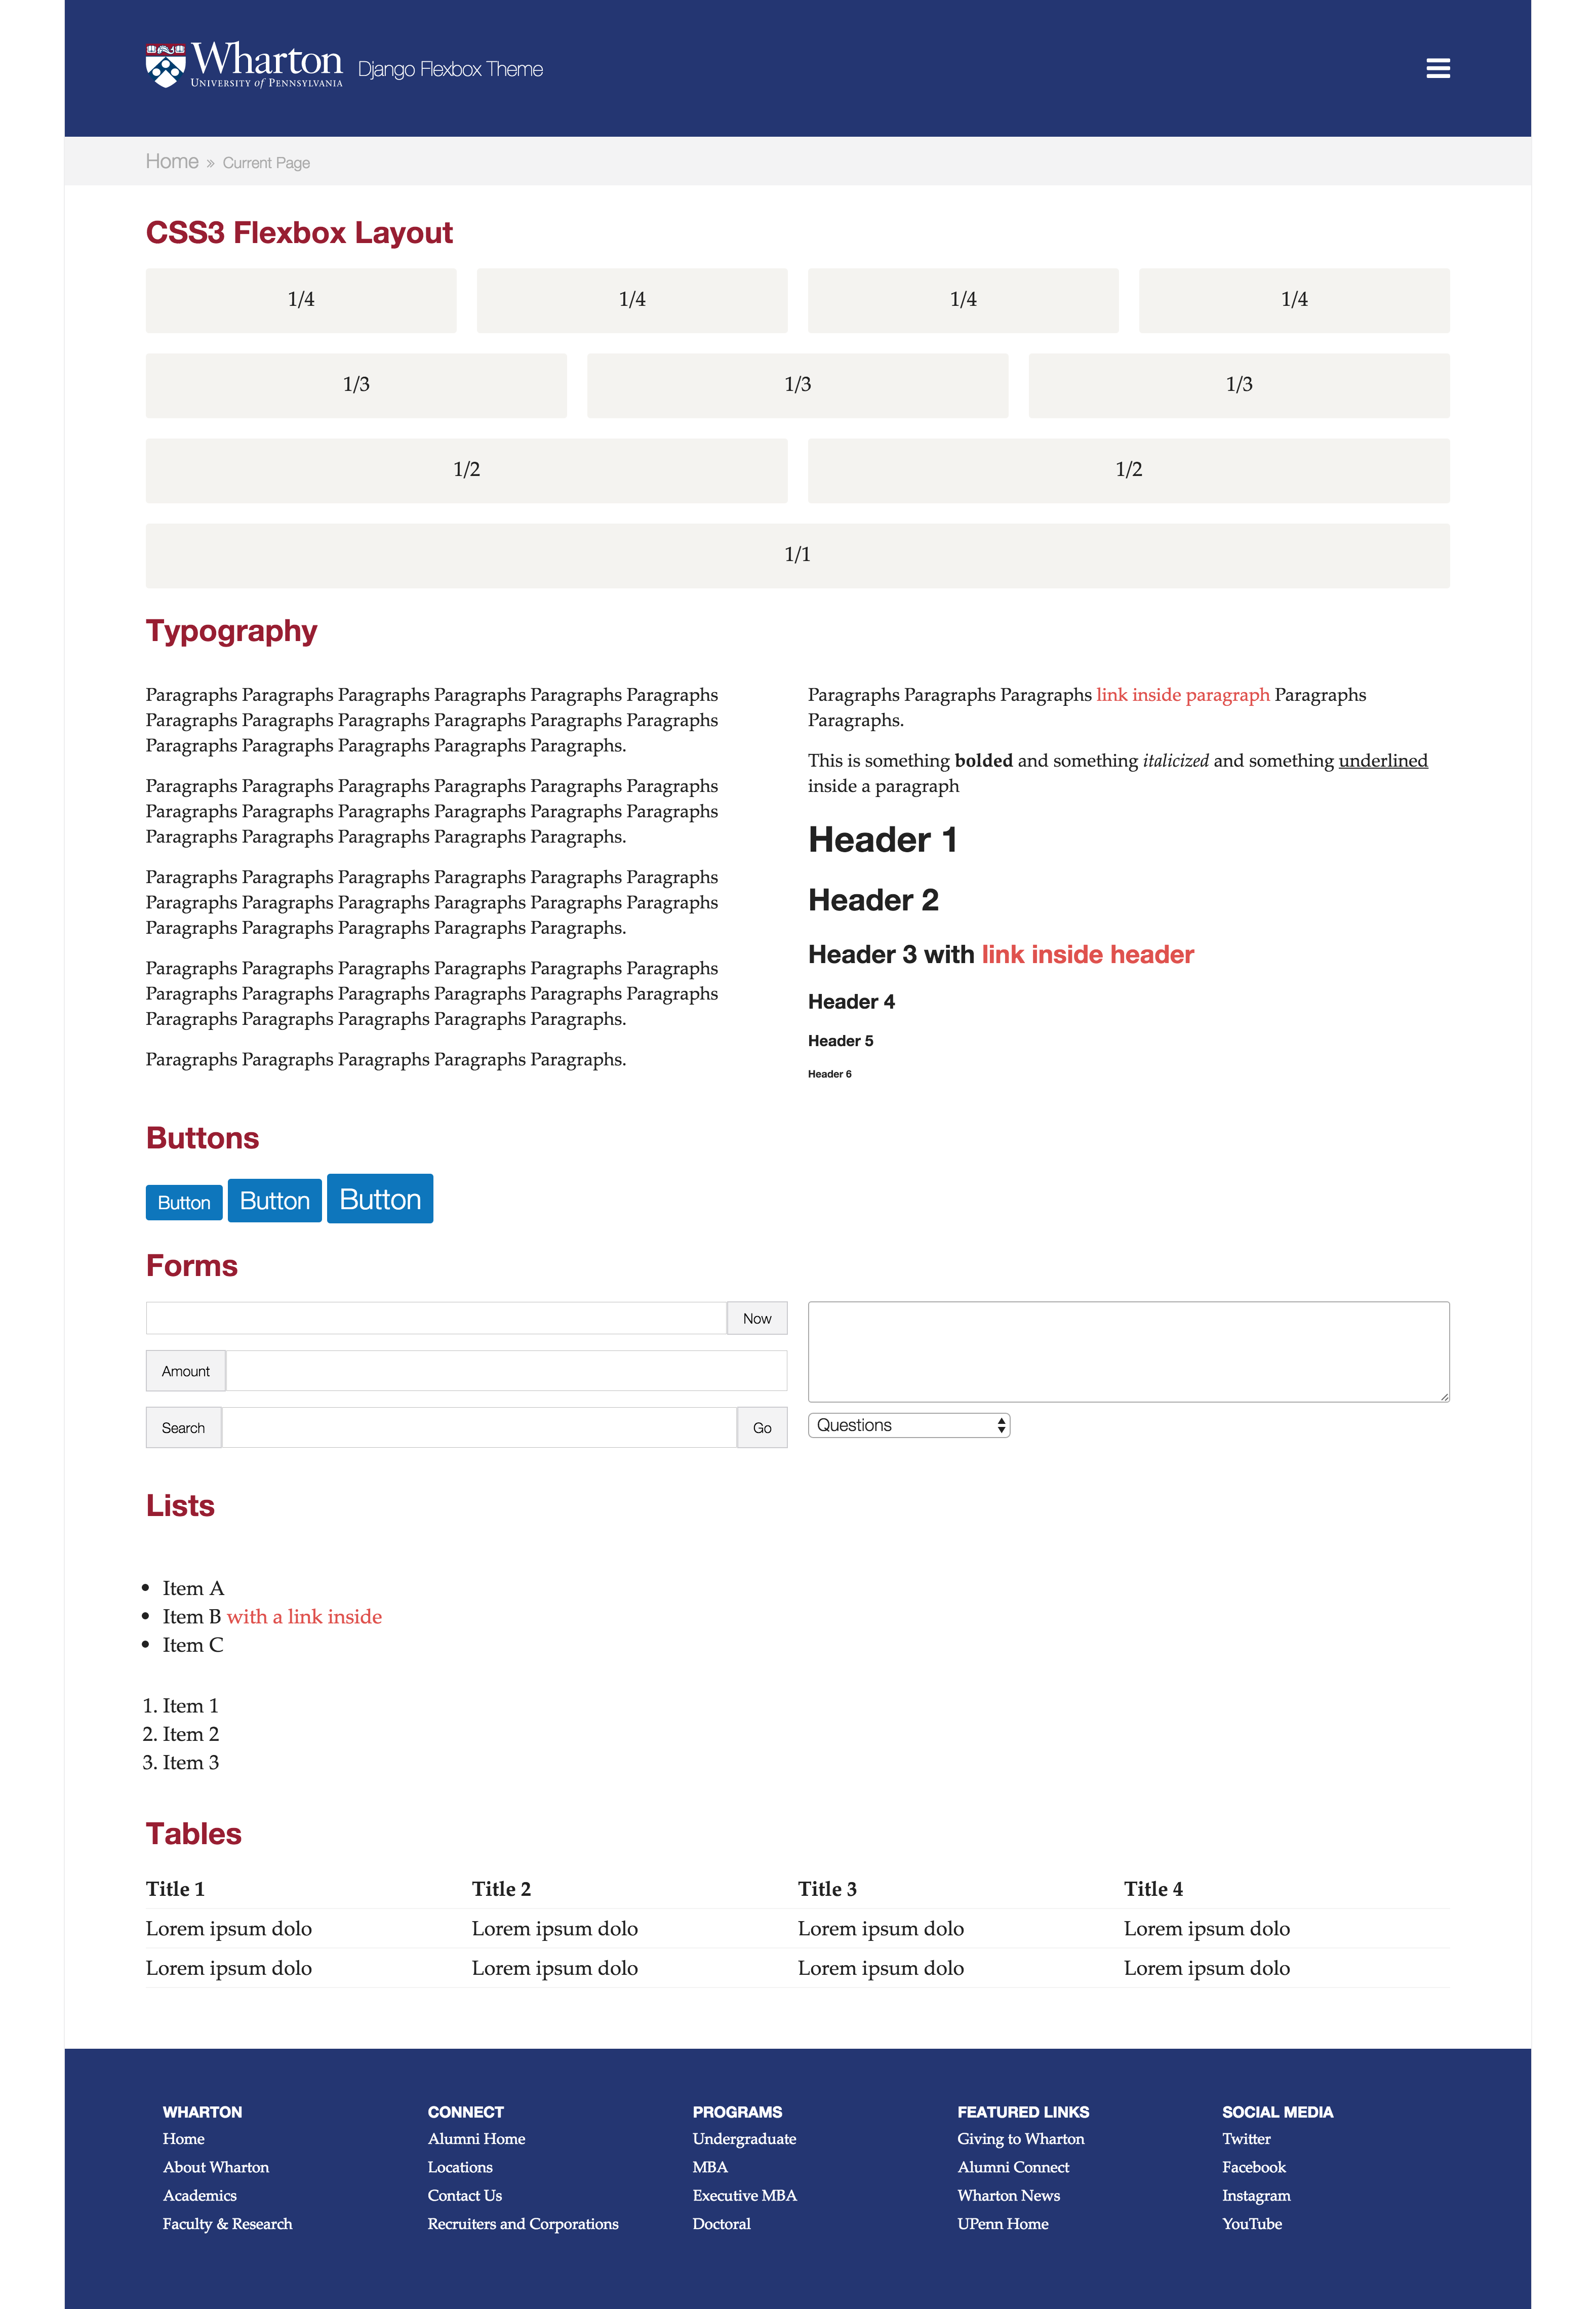 Wharton
UNIVERSITY of PENNSYLVANIA
Django Flexbox Theme
Home » Current Page
CSS3 Flexbox Layout
1/4 1/4 1/4 1/4
1/3 1/3 1/3
1/2 1/2
1/1
Typography
Paragraphs Paragraphs Paragraphs Paragraphs Paragraphs Paragraphs
Paragraphs Paragraphs Paragraphs Paragraphs Paragraphs Paragraphs
Paragraphs Paragraphs Paragraphs Paragraphs Paragraphs.
Paragraphs Paragraphs Paragraphs Paragraphs Paragraphs Paragraphs
Paragraphs Paragraphs Paragraphs Paragraphs Paragraphs Paragraphs
Paragraphs Paragraphs Paragraphs Paragraphs Paragraphs.
Paragraphs Paragraphs Paragraphs Paragraphs Paragraphs Paragraphs
Paragraphs Paragraphs Paragraphs Paragraphs Paragraphs Paragraphs
Paragraphs Paragraphs Paragraphs Paragraphs Paragraphs.
Paragraphs Paragraphs Paragraphs Paragraphs Paragraphs Paragraphs
Paragraphs Paragraphs Paragraphs Paragraphs Paragraphs Paragraphs
Paragraphs Paragraphs Paragraphs Paragraphs Paragraphs.
Paragraphs Paragraphs Paragraphs Paragraphs Paragraphs.
Paragraphs Paragraphs Paragraphs link inside paragraph Paragraphs
Paragraphs.
This is something bolded and something italicized and something underlined
inside a paragraph
Header 1
Header 2
Header 3 with link inside header
Header 4
Header 5
Header 6
Buttons
Button Button Button
Forms
Now
Amount
Search Go
Questions
Lists
• Item A
• Item B with a link inside
• Item C
1. Item 1
2. Item 2
3. Item 3
Tables
Title 1 Title 2 Title 3 Title 4
Lorem ipsum dolo Lorem ipsum dolo Lorem ipsum dolo Lorem ipsum dolo
Lorem ipsum dolo Lorem ipsum dolo Lorem ipsum dolo Lorem ipsum dolo
WHARTON
Home
About Wharton
Academics
Faculty & Research
CONNECT
Alumni Home
Locations
Contact Us
Recruiters and Corporations
PROGRAMS
Undergraduate
MBA
Executive MBA
Doctoral
FEATURED LINKS
Giving to Wharton
Alumni Connect
Wharton News
UPenn Home
SOCIAL MEDIA
Twitter
Facebook
Instagram
YouTube